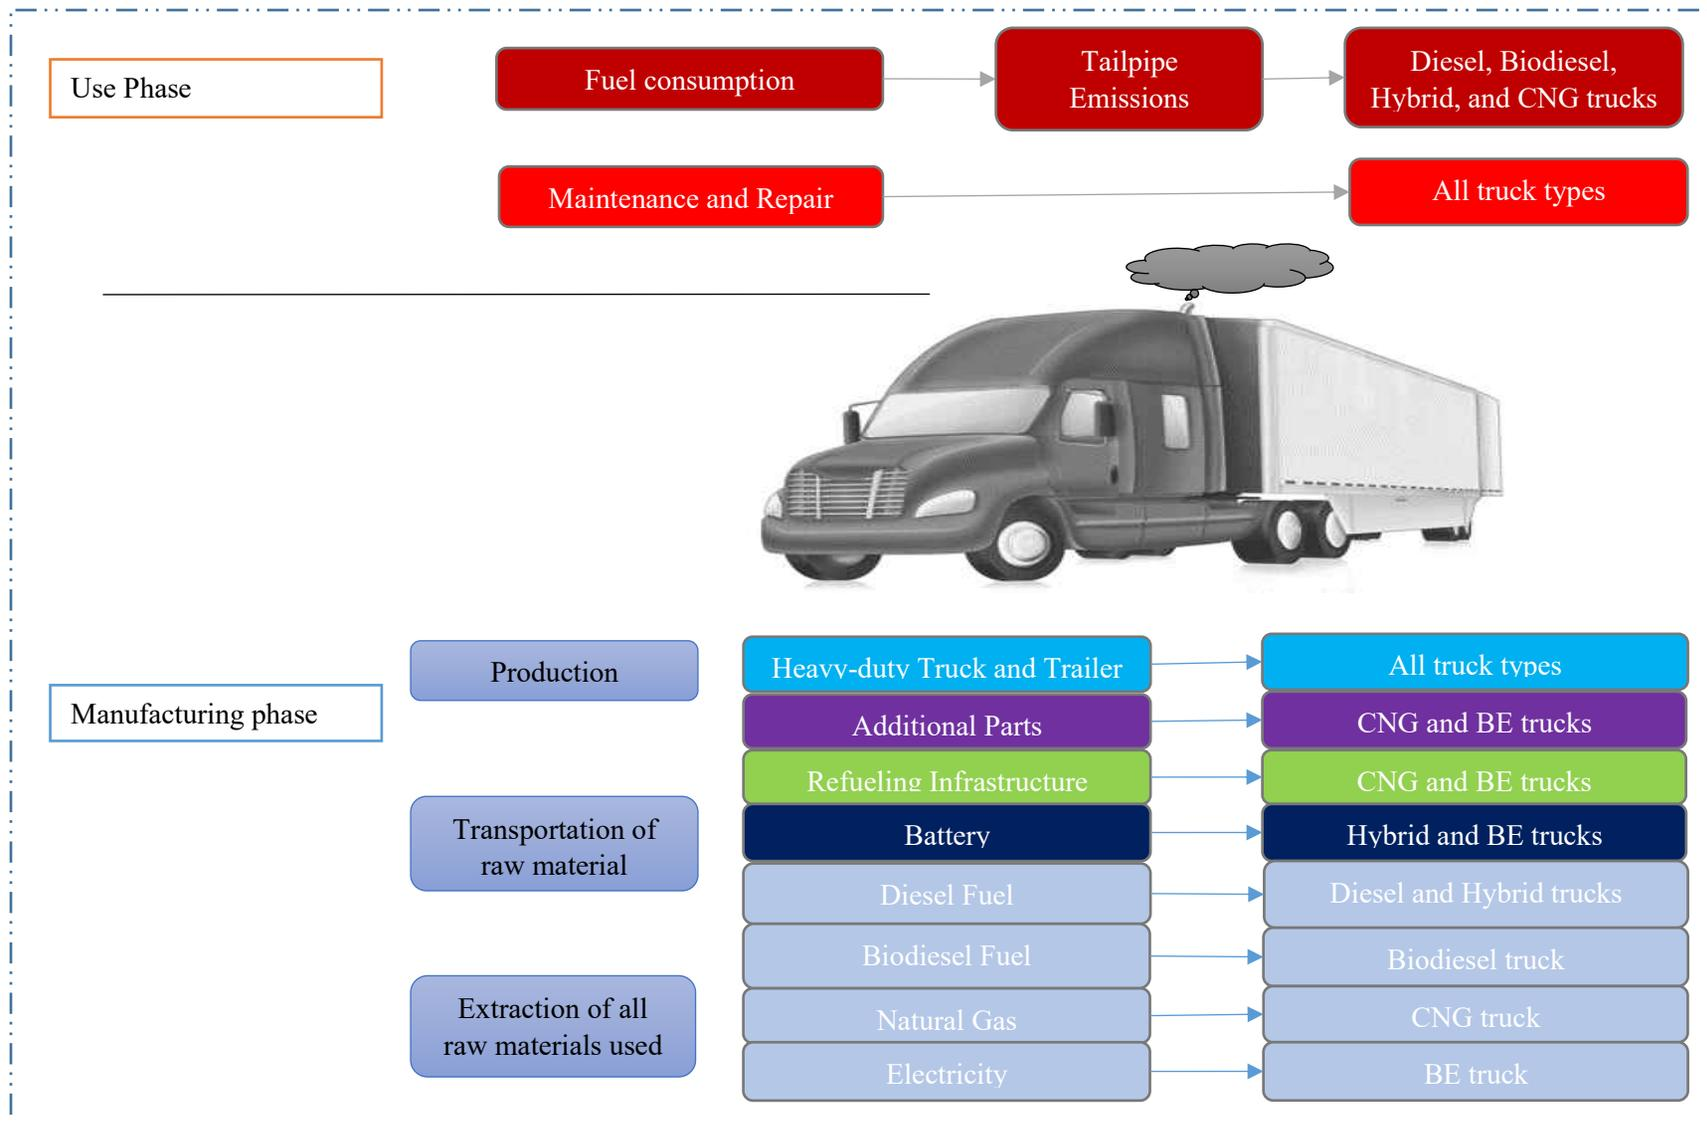 Use Phase
Fuel consumption
Tailpipe
Emissions
Diesel, Biodiesel,
Hybrid, and CNG trucks
Maintenance and Repair
All truck types
Manufacturing phase
Production
Transportation of
raw material
Extraction of all
raw materials used
Heavy-duty Truck and Trailer
All truck types
Additional Parts
CNG and BE trucks
Refueling Infrastructure
CNG and BE trucks
Battery
Hybrid and BE trucks
Diesel Fuel
Diesel and Hybrid trucks
Biodiesel Fuel
Biodiesel truck
Natural Gas
CNG truck
Electricity
BE truck